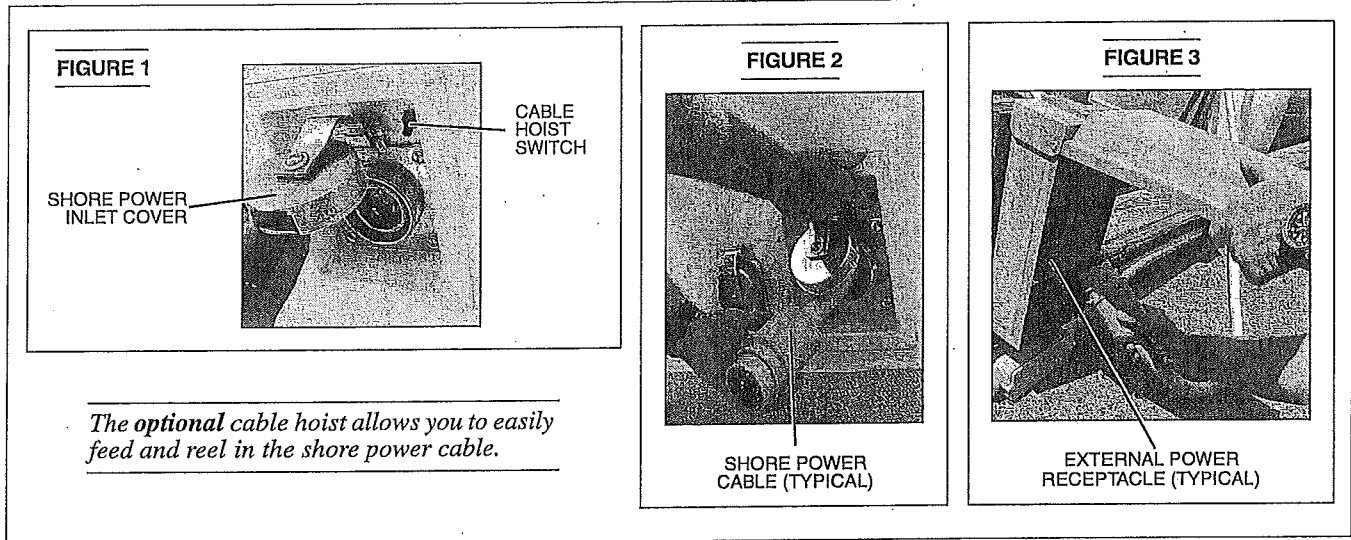 FIGURE 1
CABLE
HOIST
SWITCH
SHORE POWER
INLET COVER
The optional cable hoist allows you to easily
feed and reel in the shore power cable.
FIGURE 2
SHORE POWER
CABLE (TYPICAL)
FIGURE 3
EXTERNAL POWER
RECEPTACLE (TYPICAL)